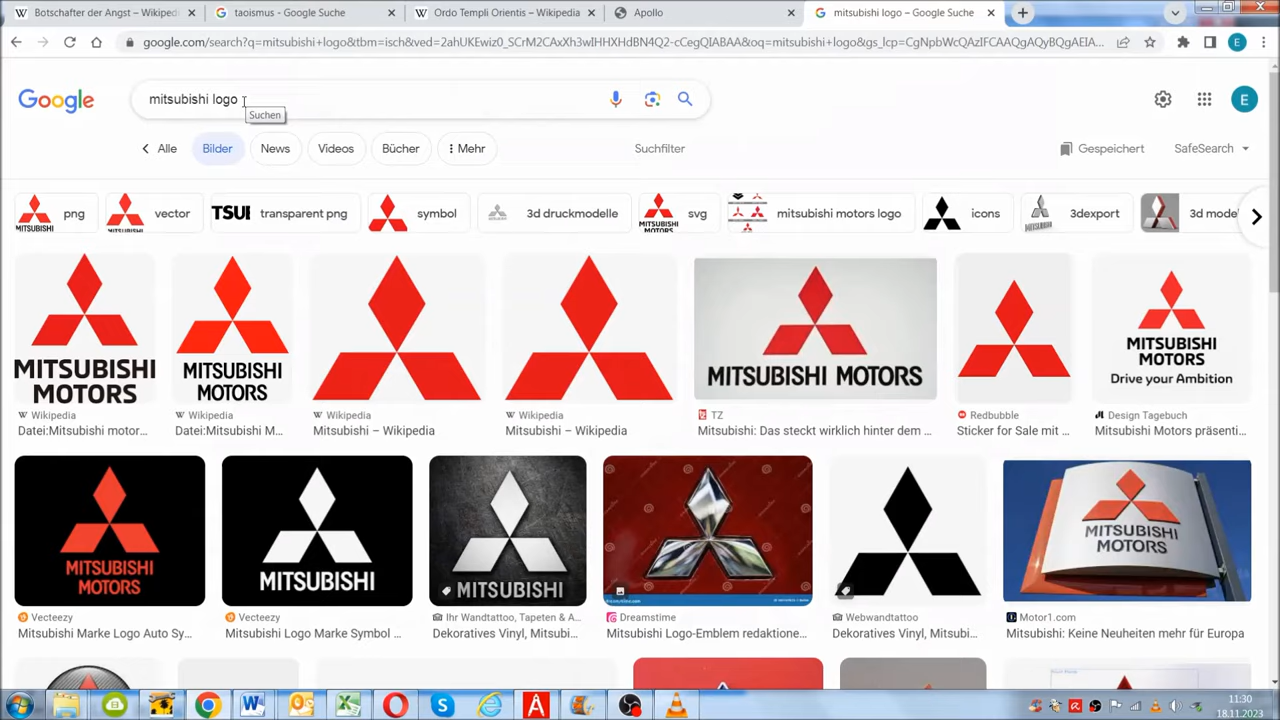 Botschafter der Angst – Wikipedi
taoismus - Google Suche
Ordo Templi Orientis – Wikipedia
Apollo
mitsubishi logo – Google Suche
google.com/search?q=mitsubishi+logo&tbm=isch&ved=2ahUKEwiz0_SCrMyCAxXh3wIHHXHdBN4Q2-cCegQIABAA&oq=mitsubishi+logo&gs_lcp=CgNpbWcQAzIFCAAQgAQyBQgAEIA...
E
Google
mitsubishi logo
Suchen
E
Alle
Bilder
News
Videos
Bücher
Mehr
Suchfilter
Gespeichert
SafeSearch
png
vector
transparent png
symbol
3d druckmodelle
svg
mitsubishi motors logo
icons
3dexport
3d mode
MITSUBISHI
MOTORS
MITSUBISHI
MOTORS
MITSUBISHI MOTORS
MITSUBISHI
MOTORS
Drive your Ambition
Wikipedia
Datei:Mitsubishi motor...
Wikipedia
Datei:Mitsubishi M...
Wikipedia
Mitsubishi – Wikipedia
Wikipedia
Mitsubishi – Wikipedia
TZ
Mitsubishi: Das steckt wirklich hinter dem ...
Redbubble
Sticker for Sale mit ...
Design Tagebuch
Mitsubishi Motors präsenti...
MITSUBISHI
MOTORS
MITSUBISHI
MITSUBISHI
MITSUBISHI
MOTORS
Vecteezy
Mitsubishi Marke Logo Auto Sy...
Vecteezy
Mitsubishi Logo Marke Symbol ...
Ihr Wandtattoo, Tapeten & A...
Dekoratives Vinyl, Mitsubi...
Dreamstime
Mitsubishi Logo-Emblem redaktione...
Webwandtattoo
Dekoratives Vinyl, Mitsubi...
Motor1.com
Mitsubishi: Keine Neuheiten mehr für Europa
11:30
18.11.2023